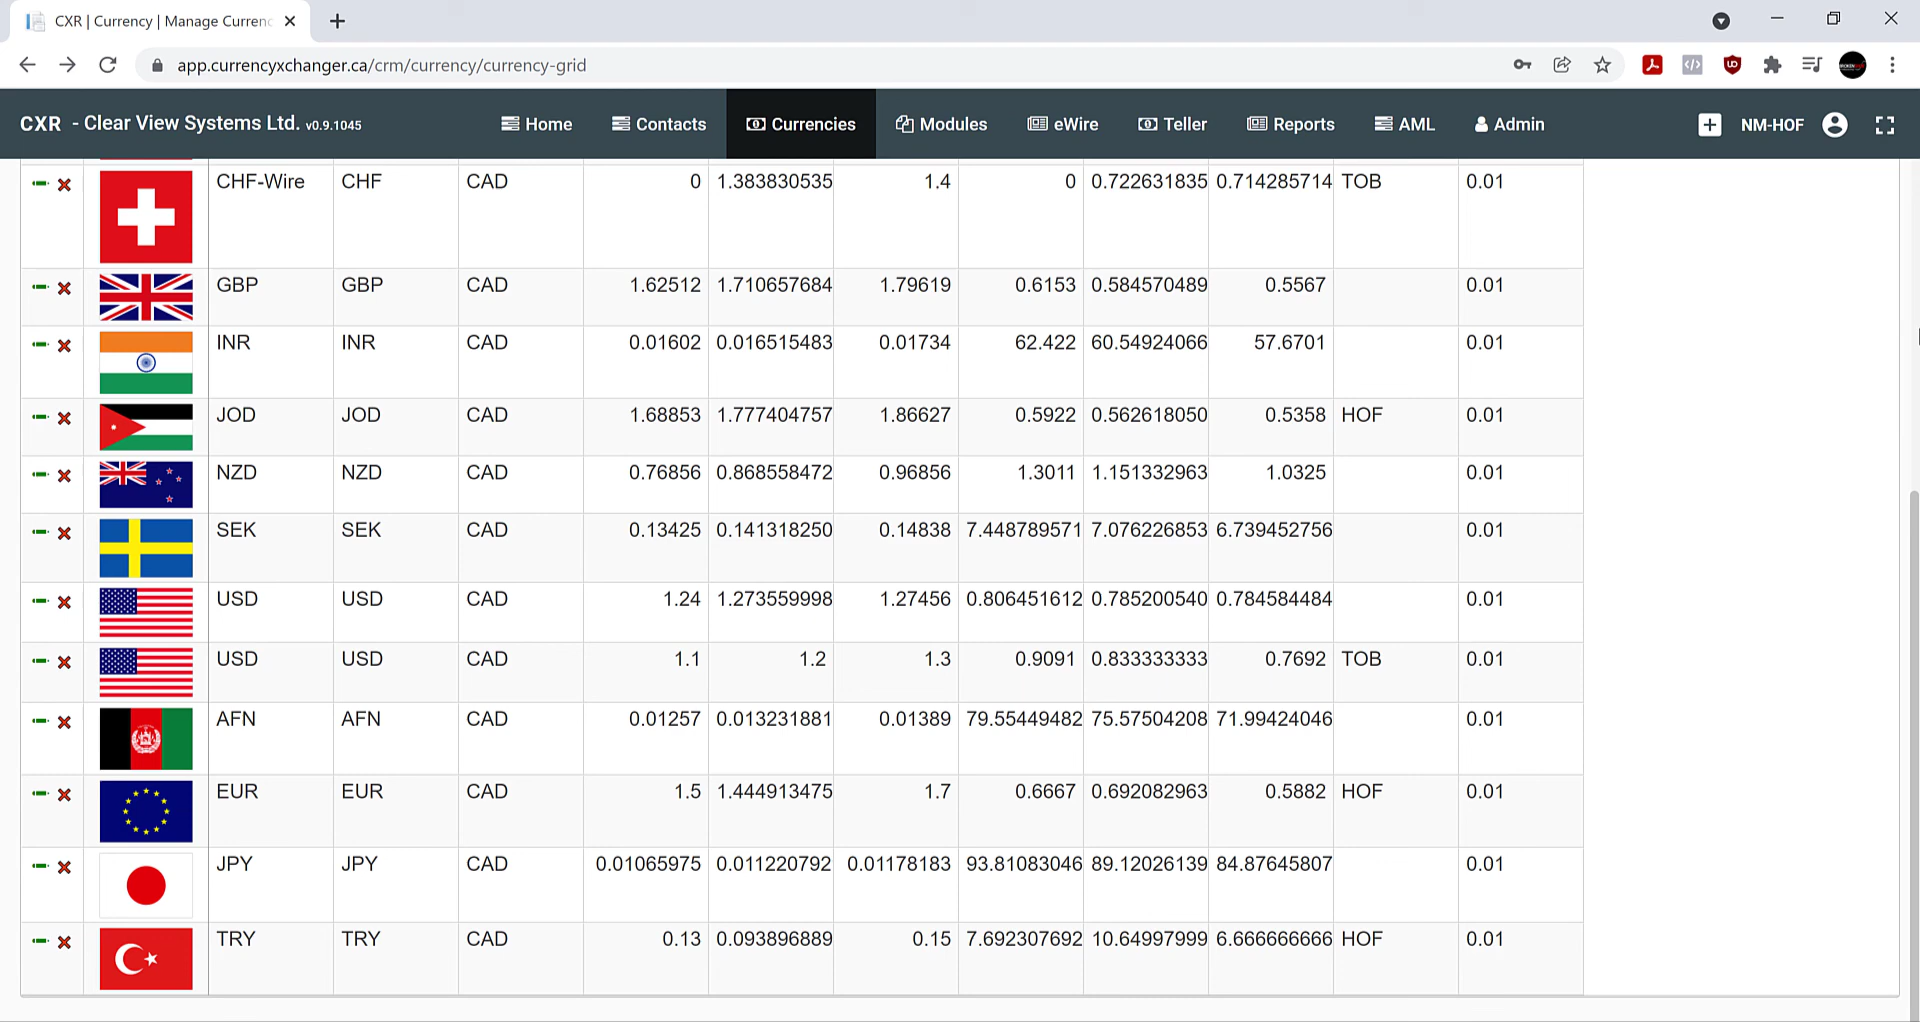 CXR | Currency | Manage Currenc
app.currencyxchanger.ca/crm/currency/currency-grid
CXR - Clear View Systems Ltd. v0.9.1045 Home Contacts Currencies Modules eWire Teller Reports AML Admin NM-HOF
CHF-Wire CHF CAD 0 1.383830535 1.4 0 0.722631835 0.714285714 TOB 0.01
GBP GBP CAD 1.62512 1.710657684 1.79619 0.6153 0.584570489 0.5567 0.01
INR INR CAD 0.01602 0.016515483 0.01734 62.422 60.54924066 57.6701 0.01
JOD JOD CAD 1.68853 1.777404757 1.86627 0.5922 0.562618050 0.5358 HOF 0.01
NZD NZD CAD 0.76856 0.868558472 0.96856 1.3011 1.151332963 1.0325 0.01
SEK SEK CAD 0.13425 0.141318250 0.14838 7.448789571 7.076226853 6.739452756 0.01
USD USD CAD 1.24 1.273559998 1.27456 0.806451612 0.785200540 0.784584484 0.01
USD USD CAD 1.1 1.2 1.3 0.9091 0.833333333 0.7692 TOB 0.01
AFN AFN CAD 0.01257 0.013231881 0.01389 79.55449482 75.57504208 71.99424046 0.01
EUR EUR CAD 1.5 1.444913475 1.7 0.6667 0.692082963 0.5882 HOF 0.01
JPY JPY CAD 0.01065975 0.011220792 0.01178183 93.81083046 89.12026139 84.87645807 0.01
TRY TRY CAD 0.13 0.093896889 0.15 7.692307692 10.64997999 6.666666666 HOF 0.01